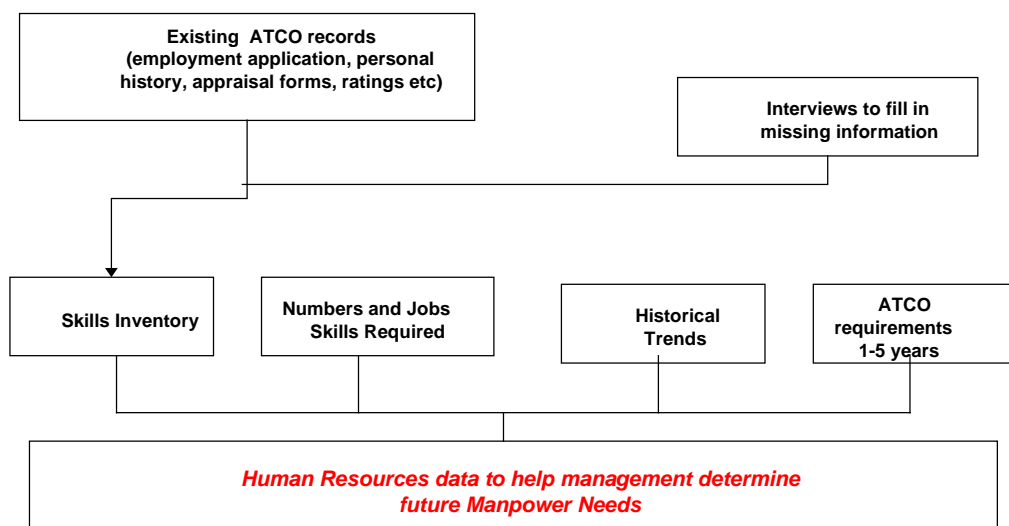 Existing ATCO records
(employment application, personal
history, appraisal forms, ratings etc)
Interviews to fill in
missing information
Skills Inventory
Numbers and Jobs
Skills Required
Historical
Trends
ATCO
requirements
1-5 years
Human Resources data to help management determine
future Manpower Needs